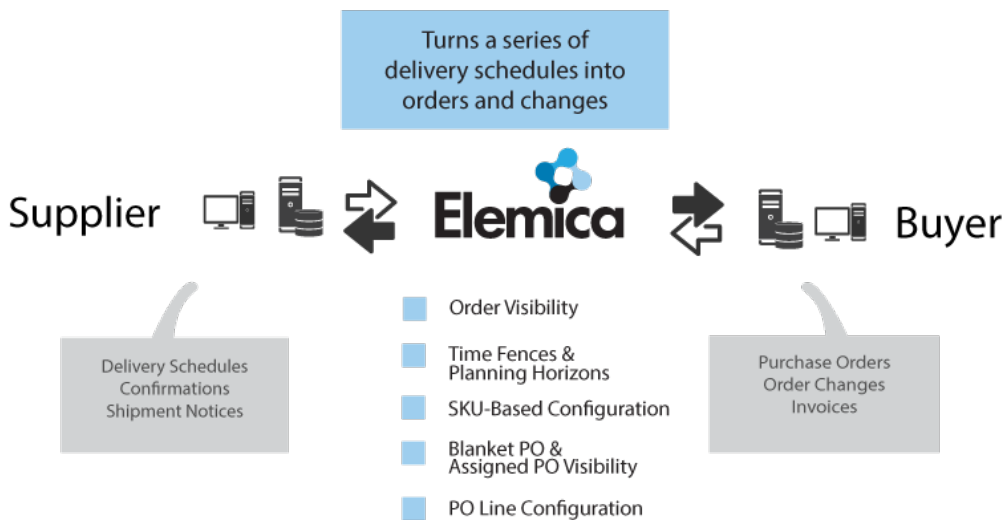 Turns a series of
delivery schedules into
orders and changes
Supplier
Elemica
Buyer
Delivery Schedules
Confirmations
Shipment Notices
Order Visibility
Time Fences &
Planning Horizons
SKU-Based Configuration
Blanket PO &
Assigned PO Visibility
PO Line Configuration
Purchase Orders
Order Changes
Invoices